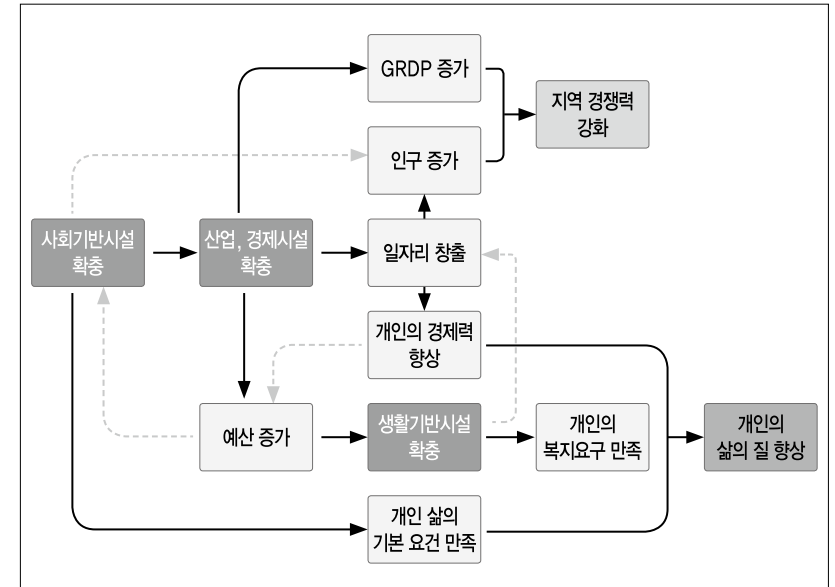 GRDP 증가
지역 경쟁력
강화
인구 증가
사회기반시설
확충
산업, 경제시설
확충
일자리 창출
개인의 경제력
향상
예산 증가
생활기반시설
확충
개인의
복지요구 만족
개인의
삶의 질 향상
개인 삶의
기본 요건 만족